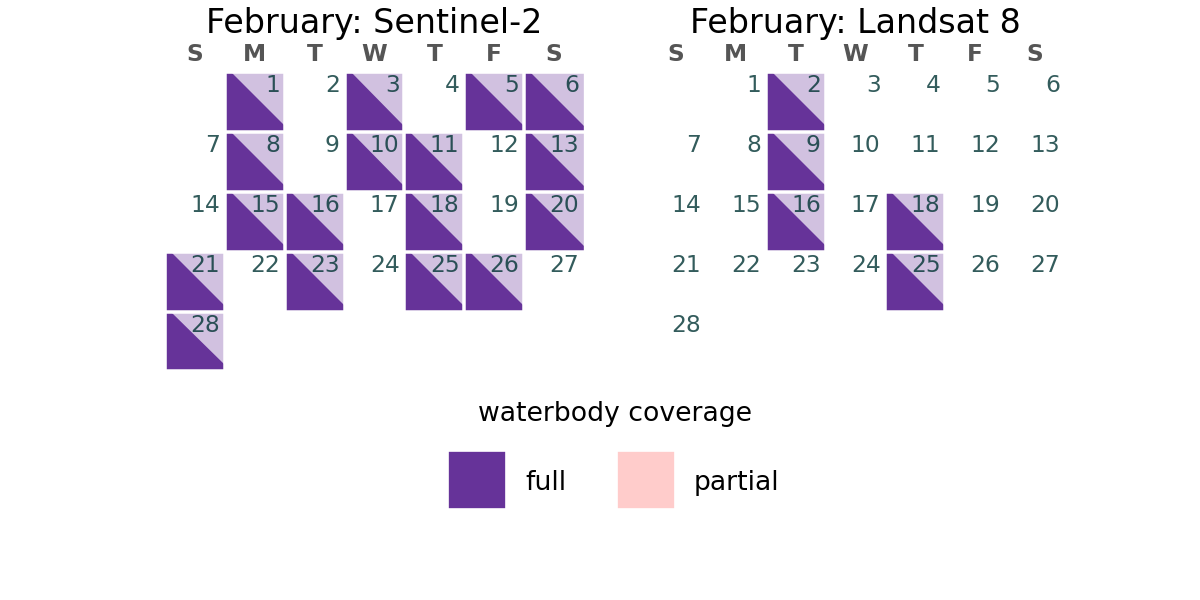 February: Sentinel-2
S M T W T F S
1 2 3 4 5 6
7 8 9 10 11 12 13
14 15 16 17 18 19 20
21 22 23 24 25 26 27
28
February: Landsat 8
S M T W T F S
1 2 3 4 5 6
7 8 9 10 11 12 13
14 15 16 17 18 19 20
21 22 23 24 25 26 27
28
waterbody coverage
full partial